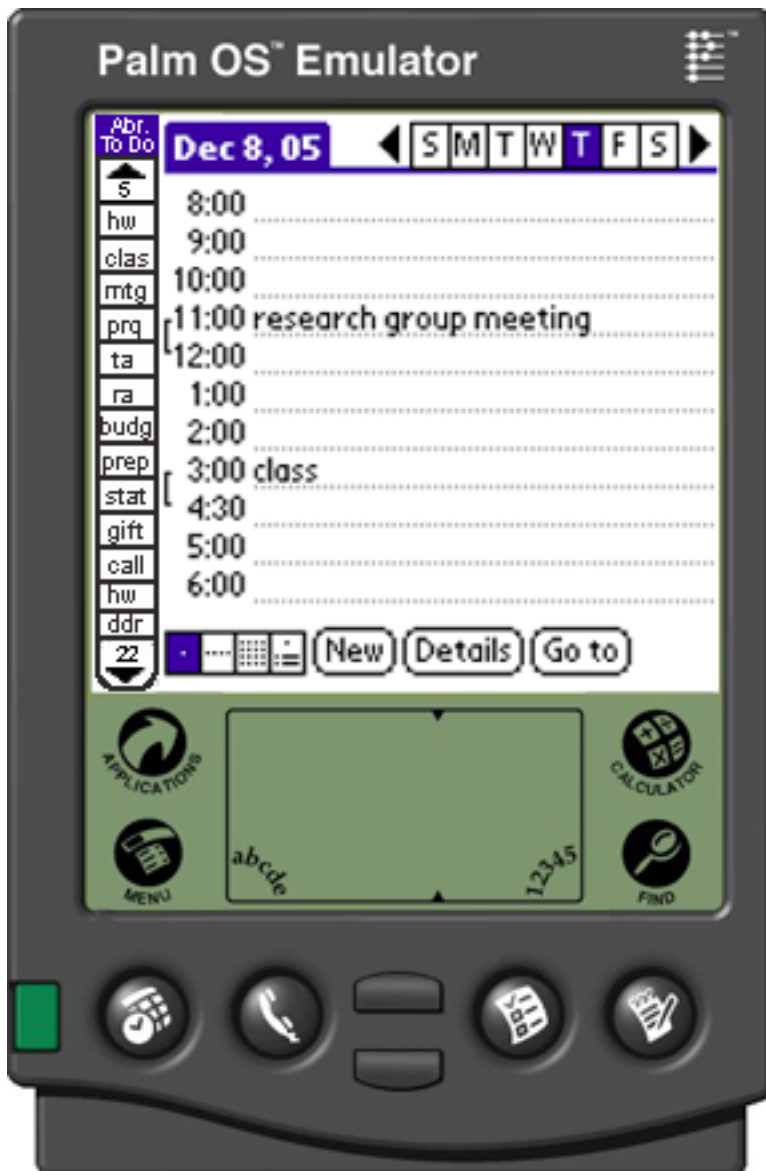 Palm OS™ Emulator
Abr.
To Do
5
hw
clas
mtg
prq
ta
ra
budg
prep
stat
gift
call
hw
ddr
22
Dec 8, 05
S M T W T F S
8:00
9:00
10:00
11:00 research group meeting
12:00
1:00
2:00
3:00 class
4:30
5:00
6:00
New Details Go to
APPLICATIONS
MENU
abcde
12345
CALCULATOR
FIND